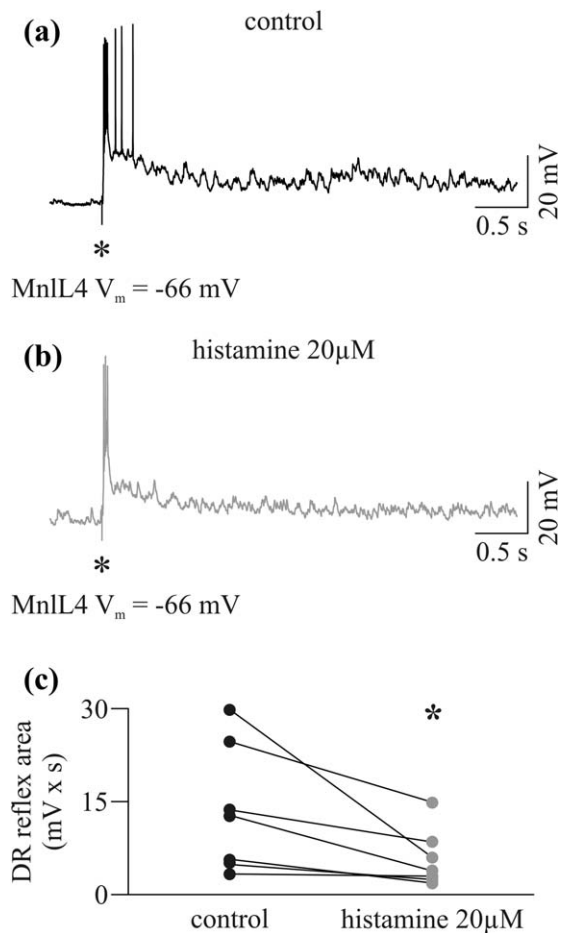 (a)
control
20 mV
0.5 s
*
MnlL4 Vm = -66 mV
(b)
histamine 20µM
20 mV
0.5 s
*
MnlL4 Vm = -66 mV
(c)
DR reflex area
(mV x s)
30
15
0
*
control
histamine 20µM